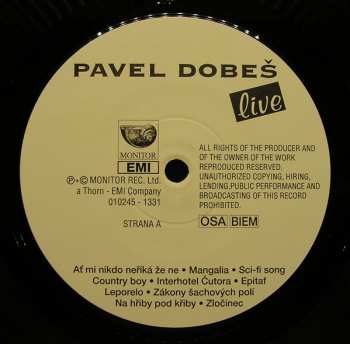 PAVEL DOBEŠ
live
MONITOR
EMI
ALL RIGHTS OF THE PRODUCER AND
OF THE OWNER OF THE WORK
REPRODUCED RESERVED.
UNAUTHORIZED COPYING, HIRING,
LENDING, PUBLIC PERFORMANCE AND
BROADCASTING OF THIS RECORD
PROHIBITED.
℗+© MONITOR REC. Ltd.
a Thorn - EMI Company
010245 - 1331
STRANA A
OSA BIEM
Ať mi nikdo neříká že ne • Mangalia • Sci-fi song
Country boy • Interhotel Čutora • Epitaf
Leporelo • Zákony šachových polí
Na hřiby pod křiby • Zločinec